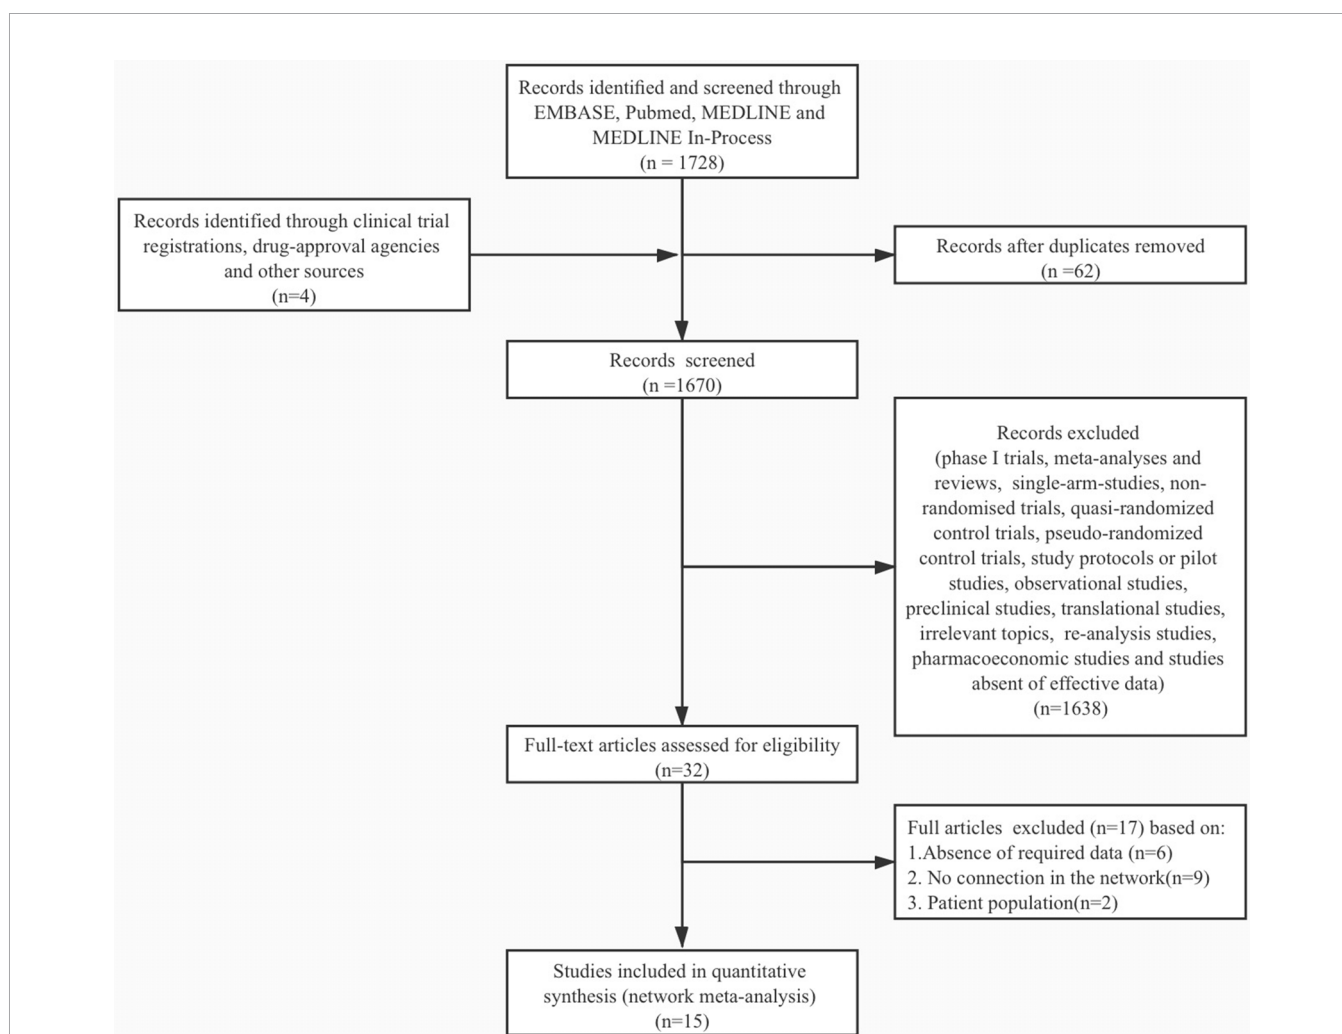 Records identified and screened through
EMBASE, Pubmed, MEDLINE and
MEDLINE In-Process
(n = 1728)
Records identified through clinical trial
registrations, drug-approval agencies
and other sources
(n=4)
Records after duplicates removed
(n =62)
Records  screened
(n =1670)
Records excluded
(phase I trials, meta-analyses and
reviews,  single-arm-studies, non-
randomised trials, quasi-randomized
control trials, pseudo-randomized
control trials, study protocols or pilot
studies, observational studies,
preclinical studies, translational studies,
irrelevant topics,  re-analysis studies,
pharmacoeconomic studies and studies
absent of effective data)
(n=1638)
Full-text articles assessed for eligibility
(n=32)
Full articles  excluded (n=17) based on:
1.Absence of required data (n=6)
2. No connection in the network(n=9)
3. Patient population(n=2)
Studies included in quantitative
synthesis (network meta-analysis)
(n=15)